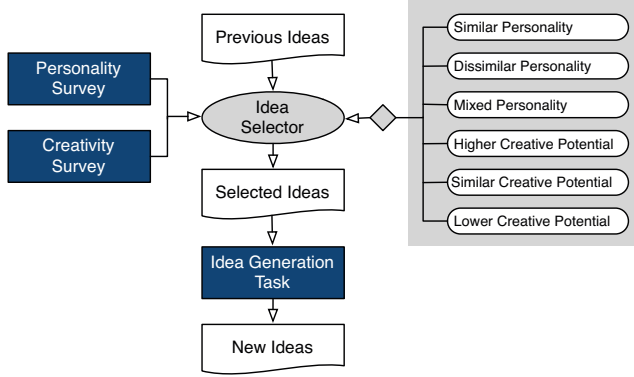 Previous Ideas
Personality
Survey
Creativity
Survey
Idea
Selector
Selected Ideas
Idea Generation
Task
New Ideas
Similar Personality
Dissimilar Personality
Mixed Personality
Higher Creative Potential
Similar Creative Potential
Lower Creative Potential